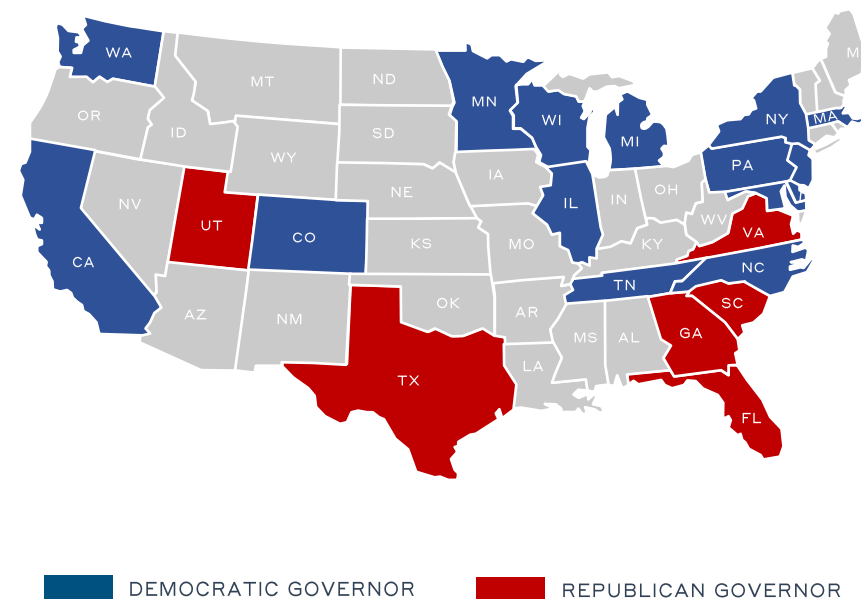 WA
MT
ND
MN
M
OR
ID
SD
WI
MI
NY
MA
WY
IA
PA
NV
UT
NE
IL
IN
OH
WV
CO
KS
MO
KY
VA
CA
NC
TN
AZ
NM
OK
AR
SC
MS
AL
GA
LA
TX
FL
DEMOCRATIC GOVERNOR
REPUBLICAN GOVERNOR